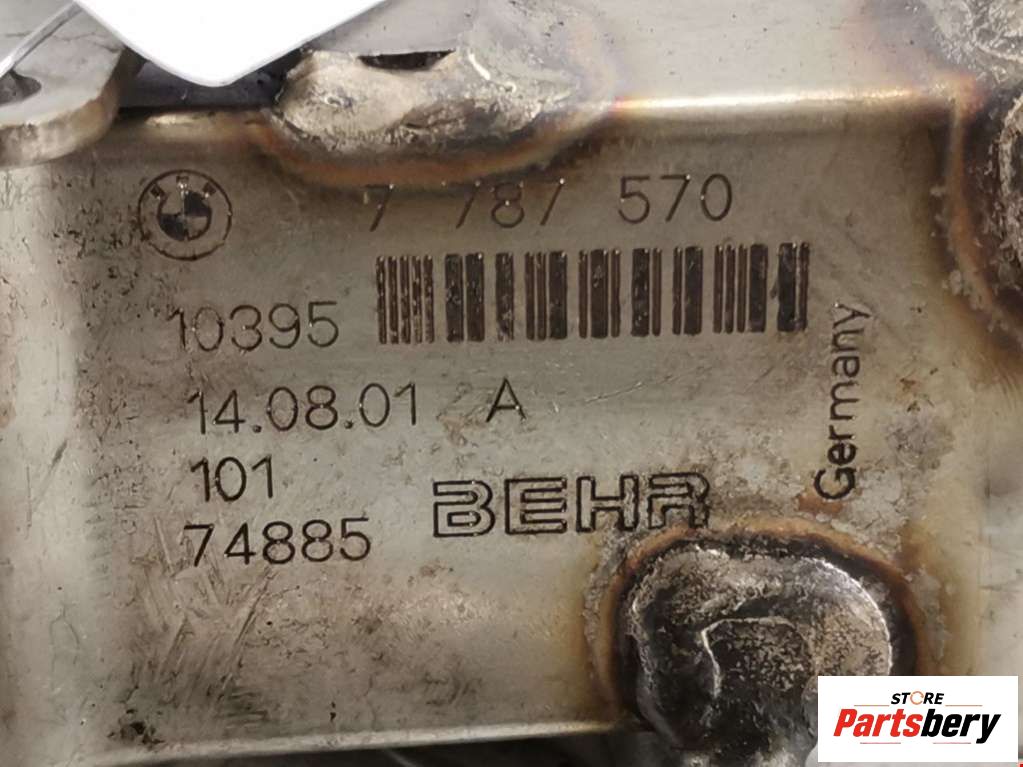 7 787 570
10395
14.08.01 A
101
74885
BEHR
Germany
STORE
Partsbery